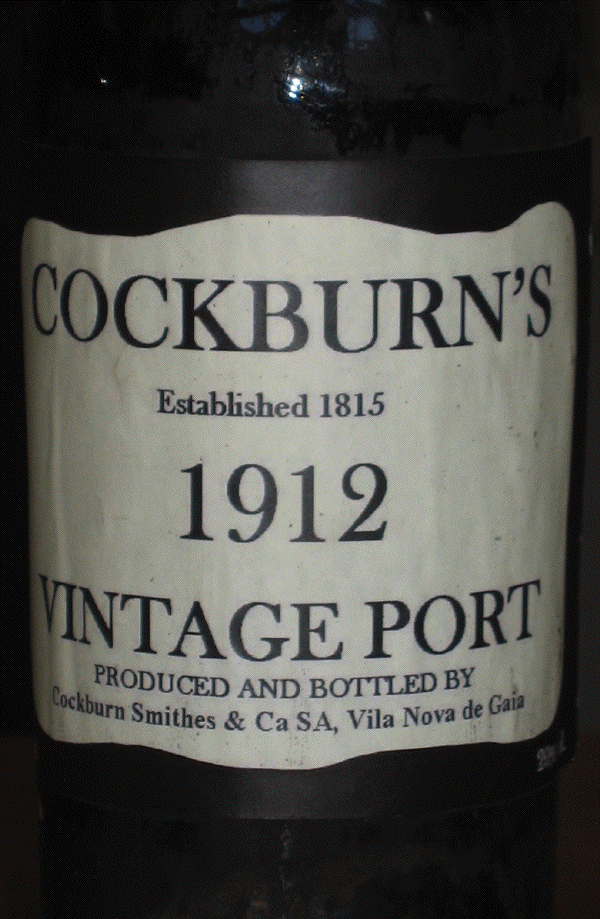 COCKBURN'S
Established 1815
1912
VINTAGE PORT
PRODUCED AND BOTTLED BY
Cockburn Smithes & Ca SA, Vila Nova de Gaia